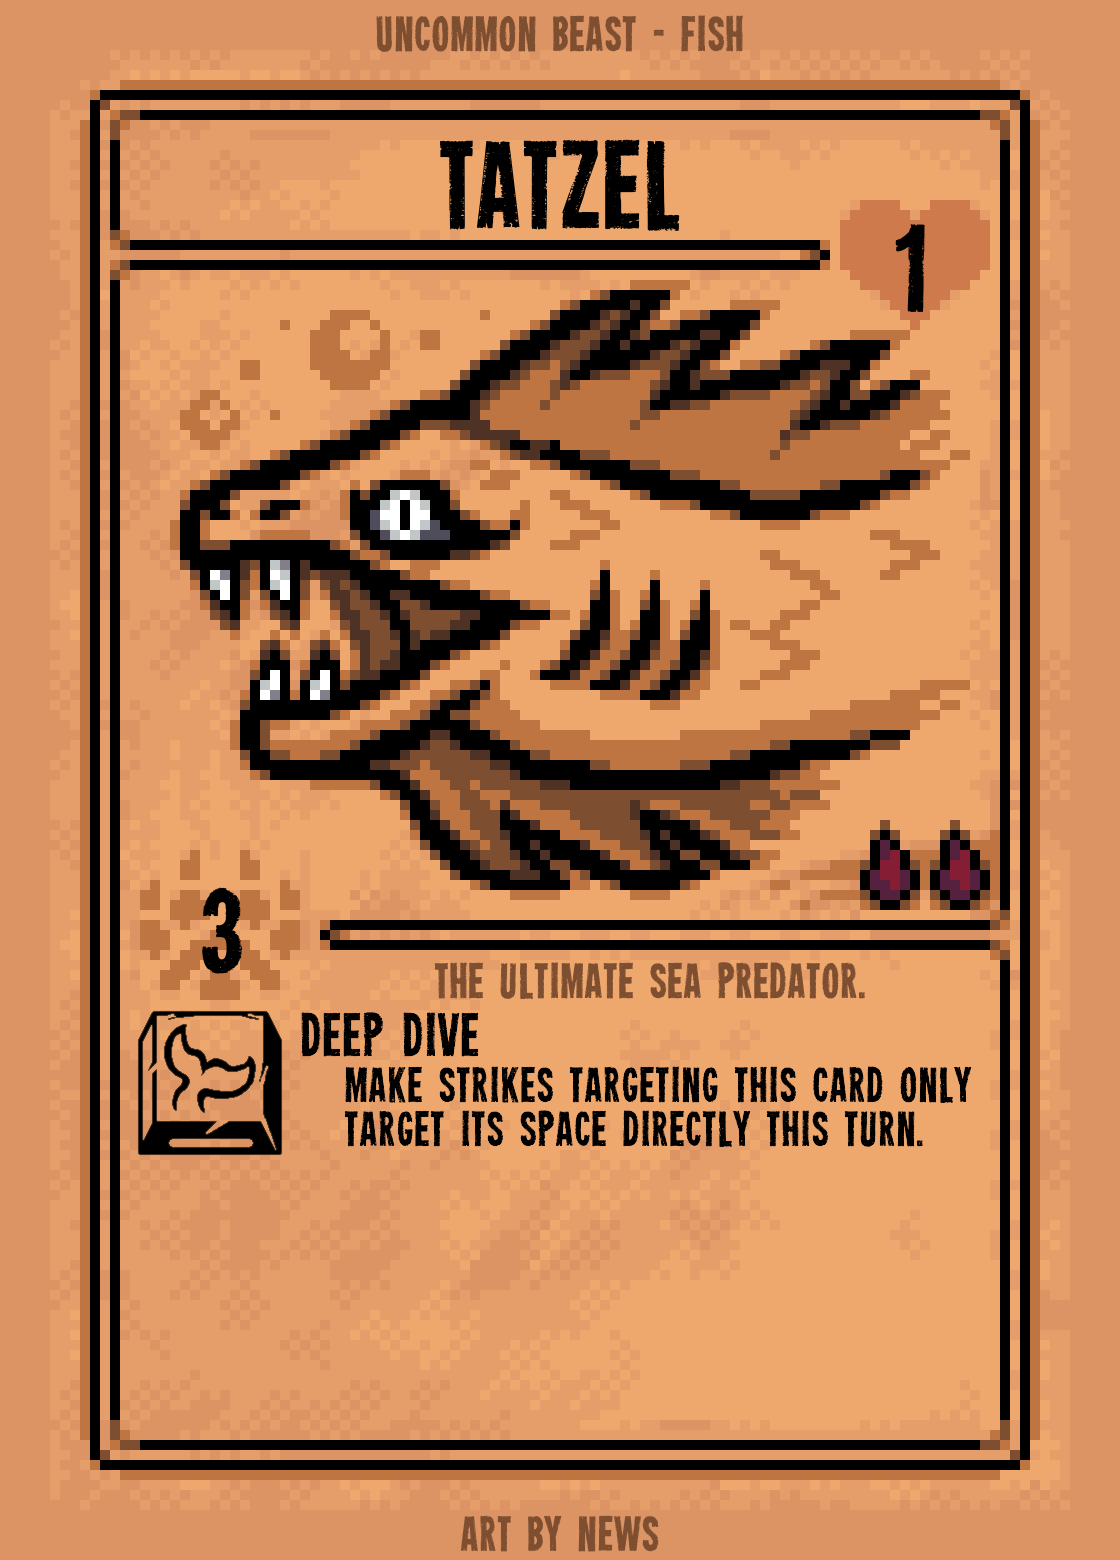 UNCOMMON BEAST - FISH
TATZEL
1
3
THE ULTIMATE SEA PREDATOR.
DEEP DIVE
MAKE STRIKES TARGETING THIS CARD ONLY
TARGET ITS SPACE DIRECTLY THIS TURN.
ART BY NEWS